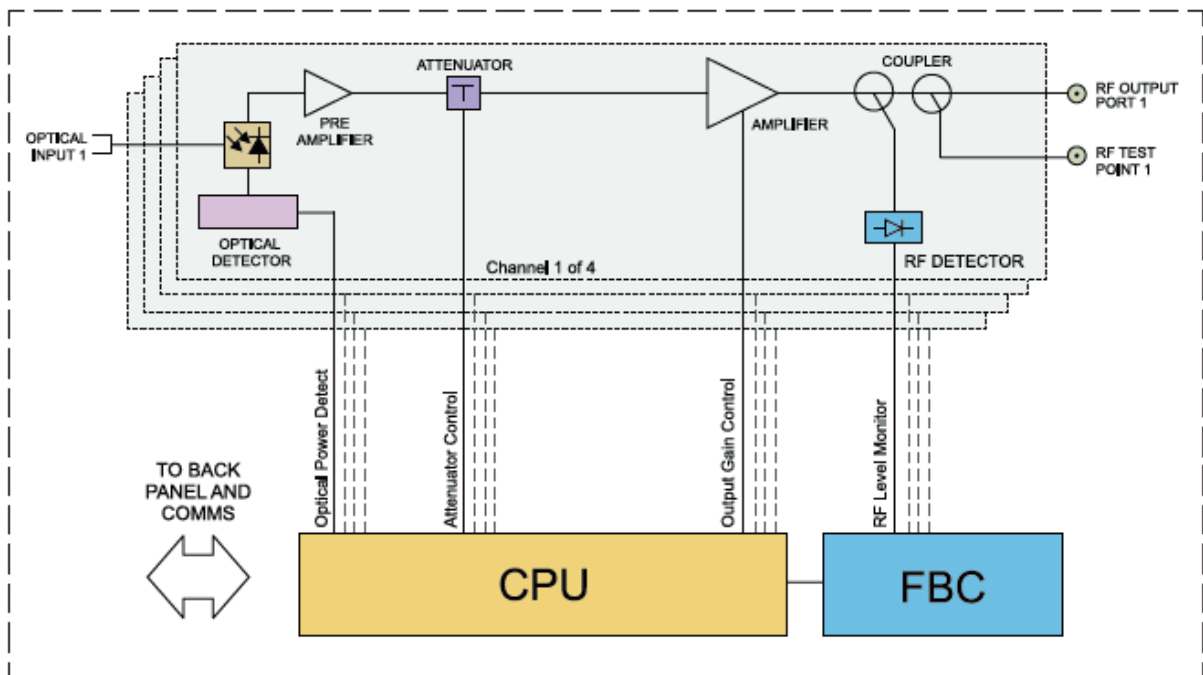 ATTENUATOR
COUPLER
RF OUTPUT
PORT 1
PRE
AMPLIFIER
AMPLIFIER
OPTICAL
INPUT 1
RF TEST
POINT 1
OPTICAL
DETECTOR
RF DETECTOR
Channel 1 of 4
Optical Power Detect
Attenuator Control
Output Gain Control
RF Level Monitor
TO BACK
PANEL AND
COMMS
CPU
FBC